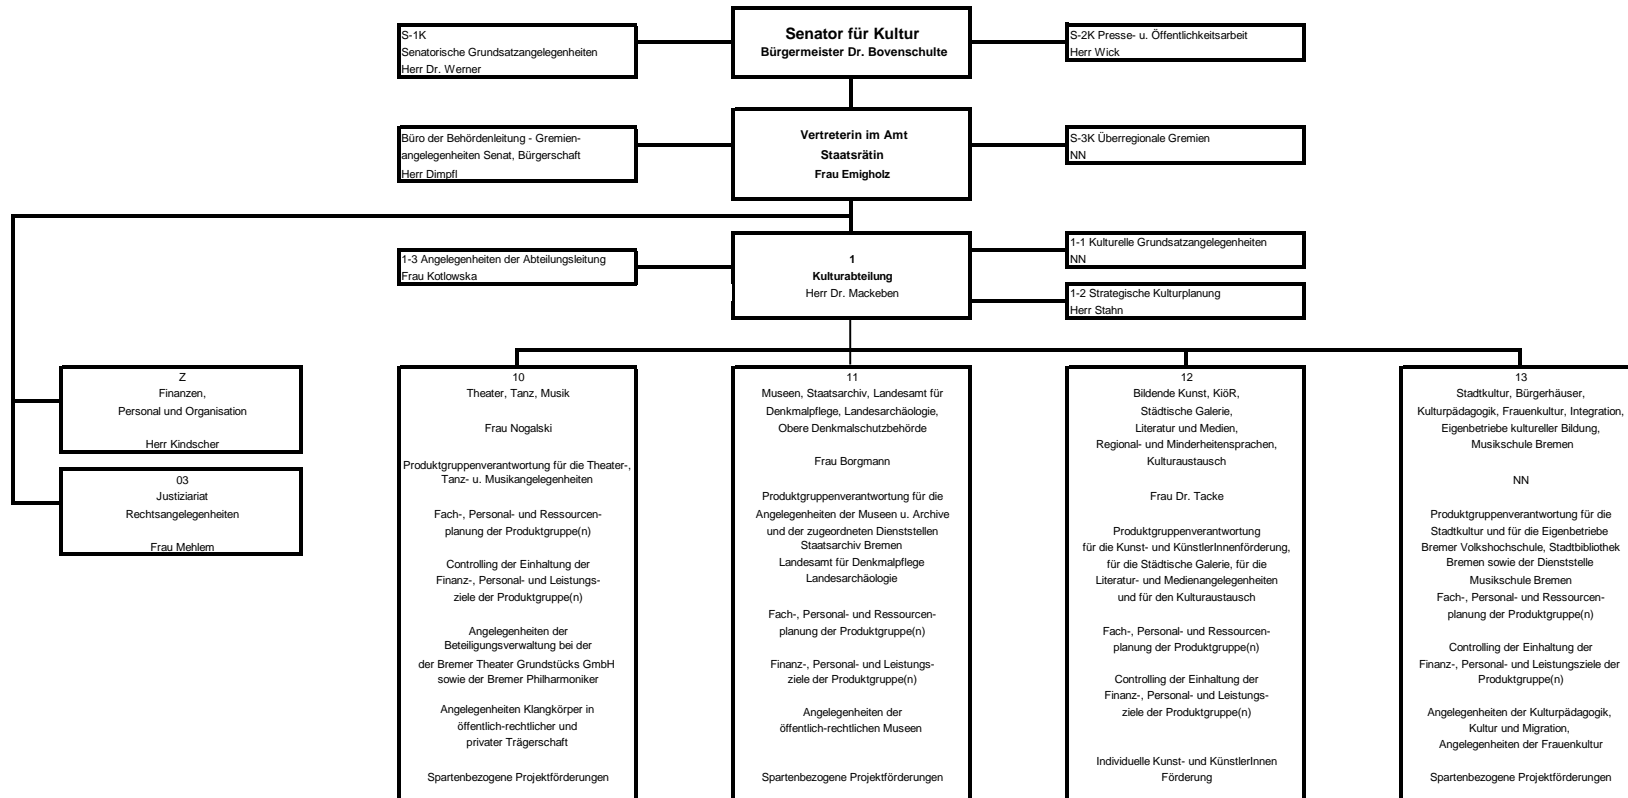 S-1K
Senatorische Grundsatzangelegenheiten
Herr Dr. Werner
Senator für Kultur
Bürgermeister Dr. Bovenschulte
S-2K Presse- u. Öffentlichkeitsarbeit
Herr Wick
Büro der Behördenleitung - Gremien-
angelegenheiten Senat, Bürgerschaft
Herr Dimpfl
Vertreterin im Amt
Staatsrätin
Frau Emigholz
S-3K Überregionale Gremien
NN
1-3 Angelegenheiten der Abteilungsleitung
Frau Kotlowska
1
Kulturabteilung
Herr Dr. Mackeben
1-1 Kulturelle Grundsatzangelegenheiten
NN
1-2 Strategische Kulturplanung
Herr Stahn
Z
Finanzen,
Personal und Organisation
Herr Kindscher
03
Justiziariat
Rechtsangelegenheiten
Frau Mehlem
10
Theater, Tanz, Musik
Frau Nogalski
Produktgruppenverantwortung für die Theater-,
Tanz- u. Musikangelegenheiten
Fach-, Personal- und Ressourcen-
planung der Produktgruppe(n)
Controlling der Einhaltung der
Finanz-, Personal- und Leistungs-
ziele der Produktgruppe(n)
Angelegenheiten der
Beteiligungsverwaltung bei der
der Bremer Theater Grundstücks GmbH
sowie der Bremer Philharmoniker
Angelegenheiten Klangkörper in
öffentlich-rechtlicher und
privater Trägerschaft
Spartenbezogene Projektförderungen
11
Museen, Staatsarchiv, Landesamt für
Denkmalpflege, Landesarchäologie,
Obere Denkmalschutzbehörde
Frau Borgmann
Produktgruppenverantwortung für die
Angelegenheiten der Museen u. Archive
und der zugeordneten Dienststellen
Staatsarchiv Bremen
Landesamt für Denkmalpflege
Landesarchäologie
Fach-, Personal- und Ressourcen-
planung der Produktgruppe(n)
Finanz-, Personal- und Leistungs-
ziele der Produktgruppe(n)
Angelegenheiten der
öffentlich-rechtlichen Museen
Spartenbezogene Projektförderungen
12
Bildende Kunst, KiöR,
Städtische Galerie,
Literatur und Medien,
Regional- und Minderheitensprachen,
Kulturaustausch
Frau Dr. Tacke
Produktgruppenverantwortung
für die Kunst- und KünstlerInnenförderung,
für die Städtische Galerie, für die
Literatur- und Medienangelegenheiten
und für den Kulturaustausch
Fach-, Personal- und Ressourcen-
planung der Produktgruppe(n)
Controlling der Einhaltung der
Finanz-, Personal- und Leistungs-
ziele der Produktgruppe(n)
Individuelle Kunst- und KünstlerInnen
Förderung
13
Stadtkultur, Bürgerhäuser,
Kulturpädagogik, Frauenkultur, Integration,
Eigenbetriebe kultureller Bildung,
Musikschule Bremen
NN
Produktgruppenverantwortung für die
Stadtkultur und für die Eigenbetriebe
Bremer Volkshochschule, Stadtbibliothek
Bremen sowie der Dienststelle
Musikschule Bremen
Fach-, Personal- und Ressourcen-
planung der Produktgruppe(n)
Controlling der Einhaltung der
Finanz-, Personal- und Leistungsziele der
Produktgruppe(n)
Angelegenheiten der Kulturpädagogik,
Kultur und Migration,
Angelegenheiten der Frauenkultur
Spartenbezogene Projektförderungen